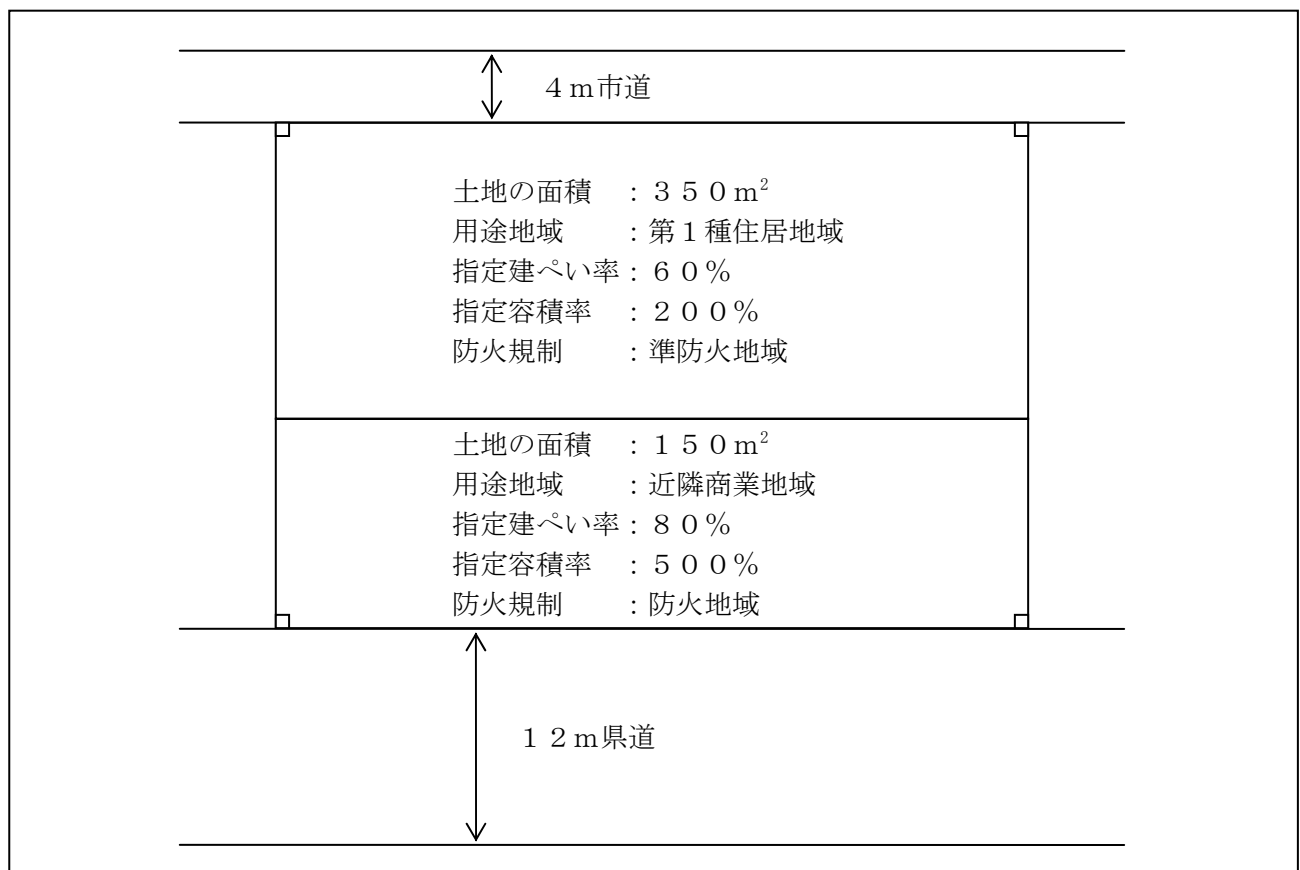 ４ｍ市道
土地の面積　：３５０ｍ²
用途地域　　：第１種住居地域
指定建ぺい率：６０％
指定容積率　：２００％
防火規制　　：準防火地域
土地の面積　：１５０ｍ²
用途地域　　：近隣商業地域
指定建ぺい率：８０％
指定容積率　：５００％
防火規制　　：防火地域
１２ｍ県道